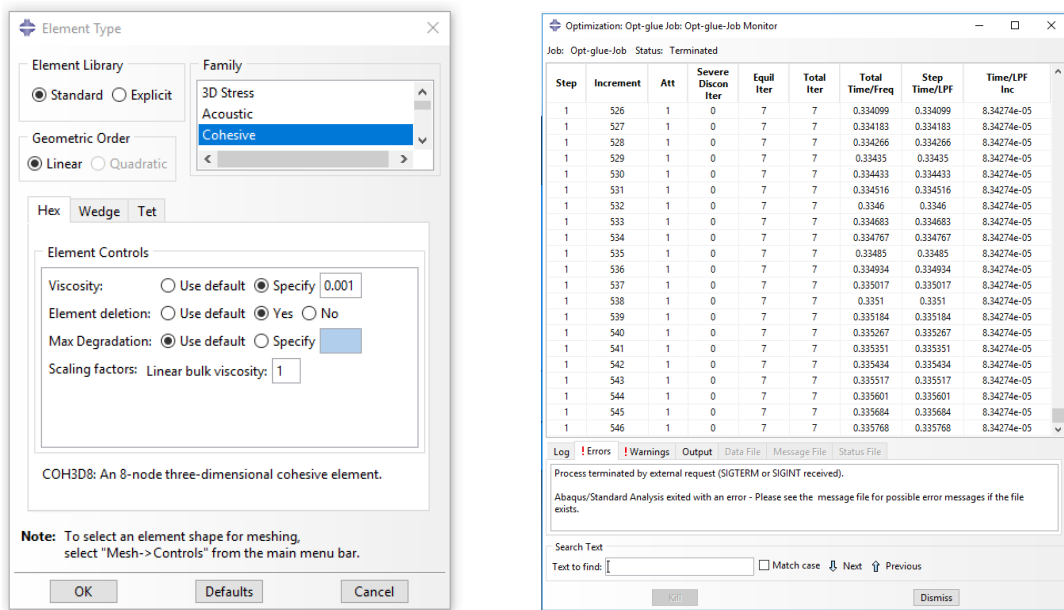 Element Type
Element Library
Standard Explicit
Geometric Order
Linear Quadratic
Family
3D Stress
Acoustic
Cohesive
Hex Wedge Tet
Element Controls
Viscosity: Use default Specify 0.001
Element deletion: Use default Yes No
Max Degradation: Use default Specify
Scaling factors: Linear bulk viscosity: 1
COH3D8: An 8-node three-dimensional cohesive element.
Note: To select an element shape for meshing,
select "Mesh->Controls" from the main menu bar.
OK Defaults Cancel
Optimization: Opt-glue Job: Opt-glue-Job Monitor
Job: Opt-glue-Job Status: Terminated
Step Increment Att Severe Discon Iter Equil Iter Total Iter Total Time/Freq Step Time/LPF Time/LPF Inc
1 526 1 0 7 7 0.334099 0.334099 8.34274e-05
1 527 1 0 7 7 0.334183 0.334183 8.34274e-05
1 528 1 0 7 7 0.334266 0.334266 8.34274e-05
1 529 1 0 7 7 0.33435 0.33435 8.34274e-05
1 530 1 0 7 7 0.334433 0.334433 8.34274e-05
1 531 1 0 7 7 0.334516 0.334516 8.34274e-05
1 532 1 0 7 7 0.3346 0.3346 8.34274e-05
1 533 1 0 7 7 0.334683 0.334683 8.34274e-05
1 534 1 0 7 7 0.334767 0.334767 8.34274e-05
1 535 1 0 7 7 0.33485 0.33485 8.34274e-05
1 536 1 0 7 7 0.334934 0.334934 8.34274e-05
1 537 1 0 7 7 0.335017 0.335017 8.34274e-05
1 538 1 0 7 7 0.3351 0.3351 8.34274e-05
1 539 1 0 7 7 0.335184 0.335184 8.34274e-05
1 540 1 0 7 7 0.335267 0.335267 8.34274e-05
1 541 1 0 7 7 0.335351 0.335351 8.34274e-05
1 542 1 0 7 7 0.335434 0.335434 8.34274e-05
1 543 1 0 7 7 0.335517 0.335517 8.34274e-05
1 544 1 0 7 7 0.335601 0.335601 8.34274e-05
1 545 1 0 7 7 0.335684 0.335684 8.34274e-05
1 546 1 0 7 7 0.335768 0.335768 8.34274e-05
Log ! Errors ! Warnings Output Data File Message File Status File
Process terminated by external request (SIGTERM or SIGINT received).
Abaqus/Standard Analysis exited with an error - Please see the message file for possible error messages if the file
exists.
Search Text
Text to find: Match case Next Previous
Kill Dismiss